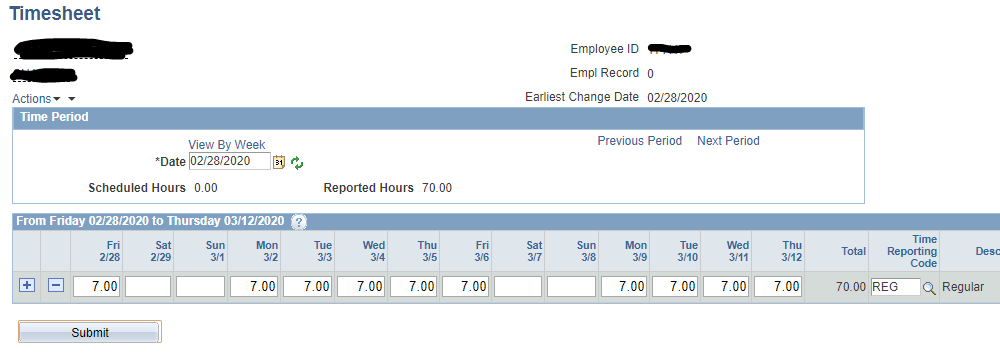 Timesheet
Employee ID
Empl Record 0
Actions
Earliest Change Date 02/28/2020
Time Period
View By Week
Previous Period Next Period
*Date 02/28/2020 31
Scheduled Hours 0.00 Reported Hours 70.00
From Friday 02/28/2020 to Thursday 03/12/2020 ?
Fri 2/28 Sat 2/29 Sun 3/1 Mon 3/2 Tue 3/3 Wed 3/4 Thu 3/5 Fri 3/6 Sat 3/7 Sun 3/8 Mon 3/9 Tue 3/10 Wed 3/11 Thu 3/12 Total Time Reporting Code Desc
+ − 7.00 7.00 7.00 7.00 7.00 7.00 7.00 7.00 7.00 7.00 70.00 REG Regular
Submit